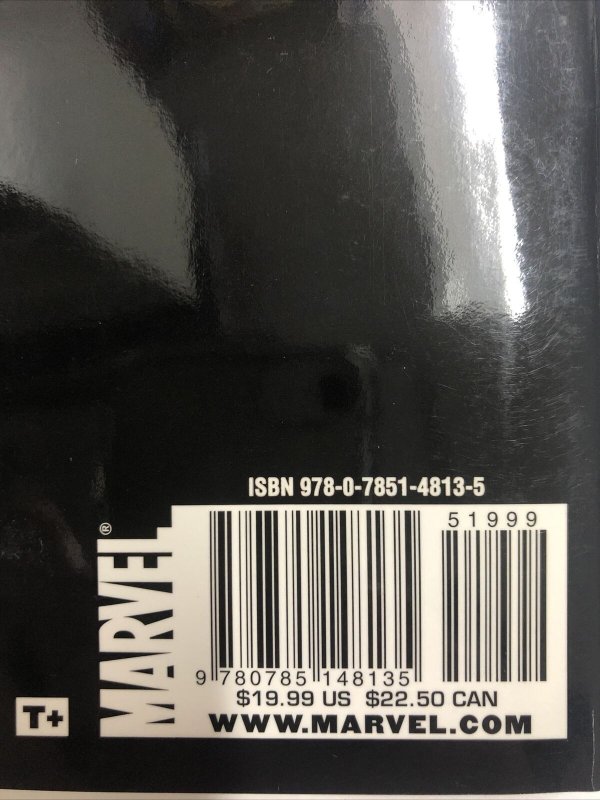 ISBN 978-0-7851-4813-5
51999
MARVEL®
9 780785 148135
$19.99 US $22.50 CAN
T+
WWW.MARVEL.COM